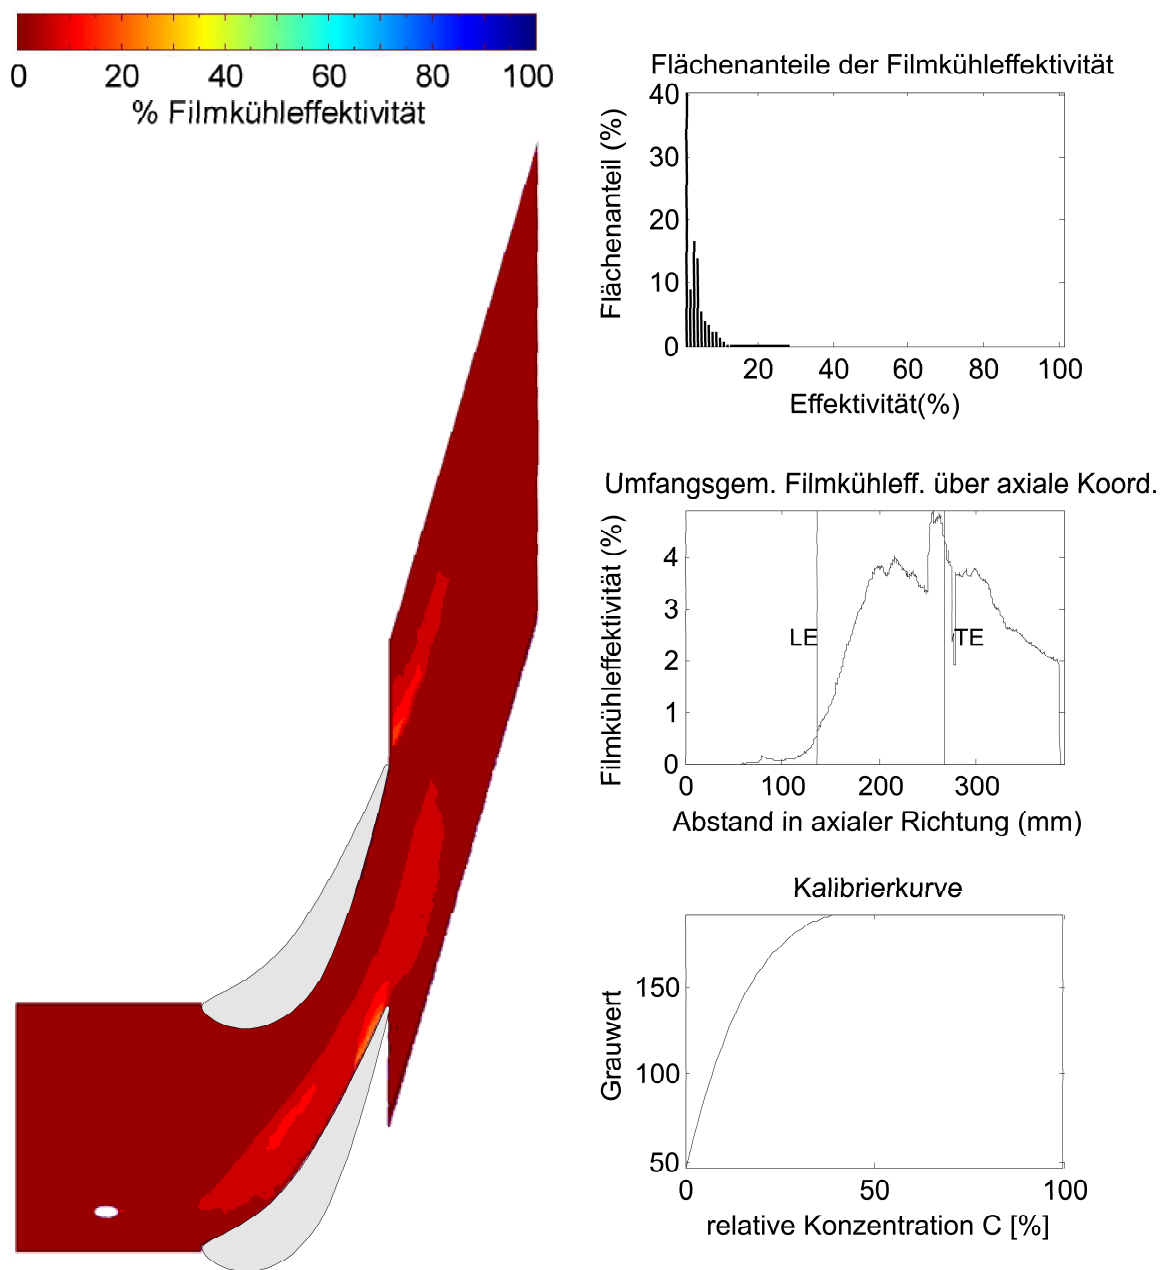 0 20 40 60 80 100
% Filmkühleffektivität
Flächenanteile der Filmkühleffektivität
Flächenanteil (%)
40
30
20
10
0
20 40 60 80 100
Effektivität(%)
Umfangsgem. Filmkühleff. über axiale Koord.
Filmkühleffektivität (%)
4
3
2
1
0
LE
TE
0 100 200 300
Abstand in axialer Richtung (mm)
Kalibrierkurve
Grauwert
150
100
50
0 50 100
relative Konzentration C [%]